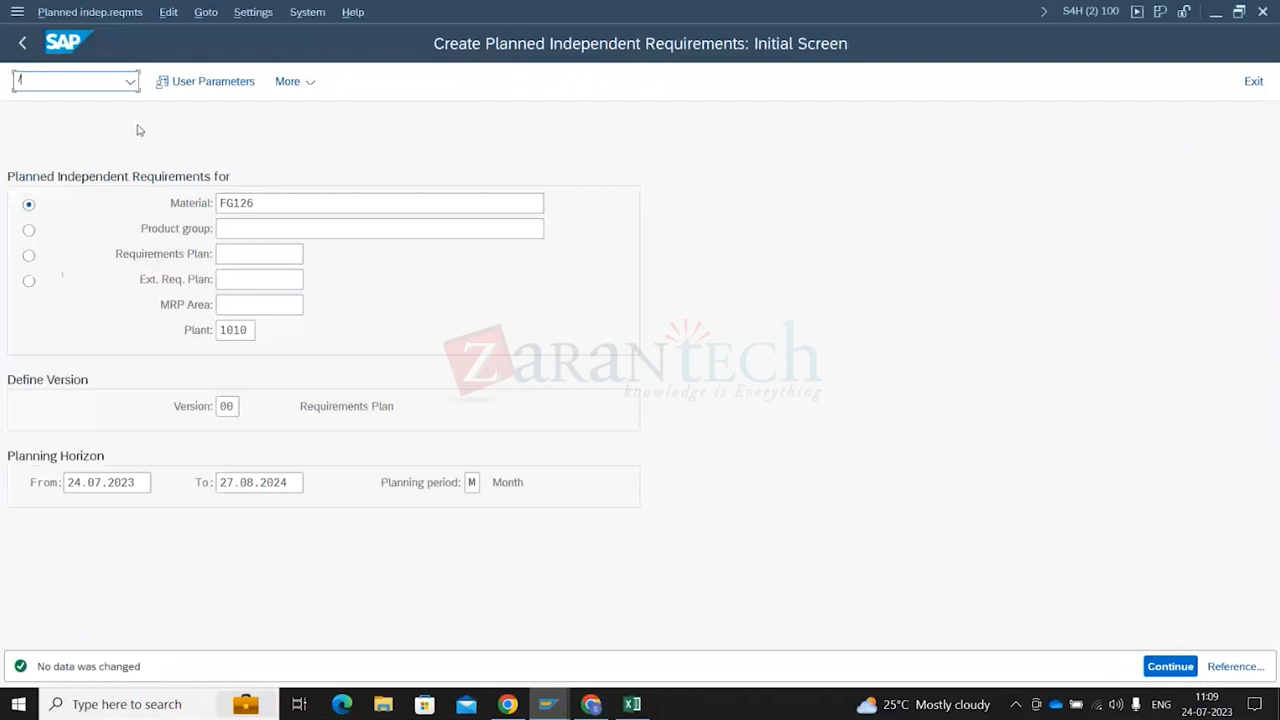 Planned indep.reqmts Edit Goto Settings System Help S4H (2) 100
SAP Create Planned Independent Requirements: Initial Screen
/ User Parameters More Exit
Planned Independent Requirements for
Material: FG126
Product group:
Requirements Plan:
Ext. Req. Plan:
MRP Area:
Plant: 1010
zarantech
knowledge is Everything
Define Version
Version: 00 Requirements Plan
Planning Horizon
From: 24.07.2023 To: 27.08.2024 Planning period: M Month
No data was changed Continue Reference...
Type here to search 25°C Mostly cloudy ENG 11:09
24-07-2023